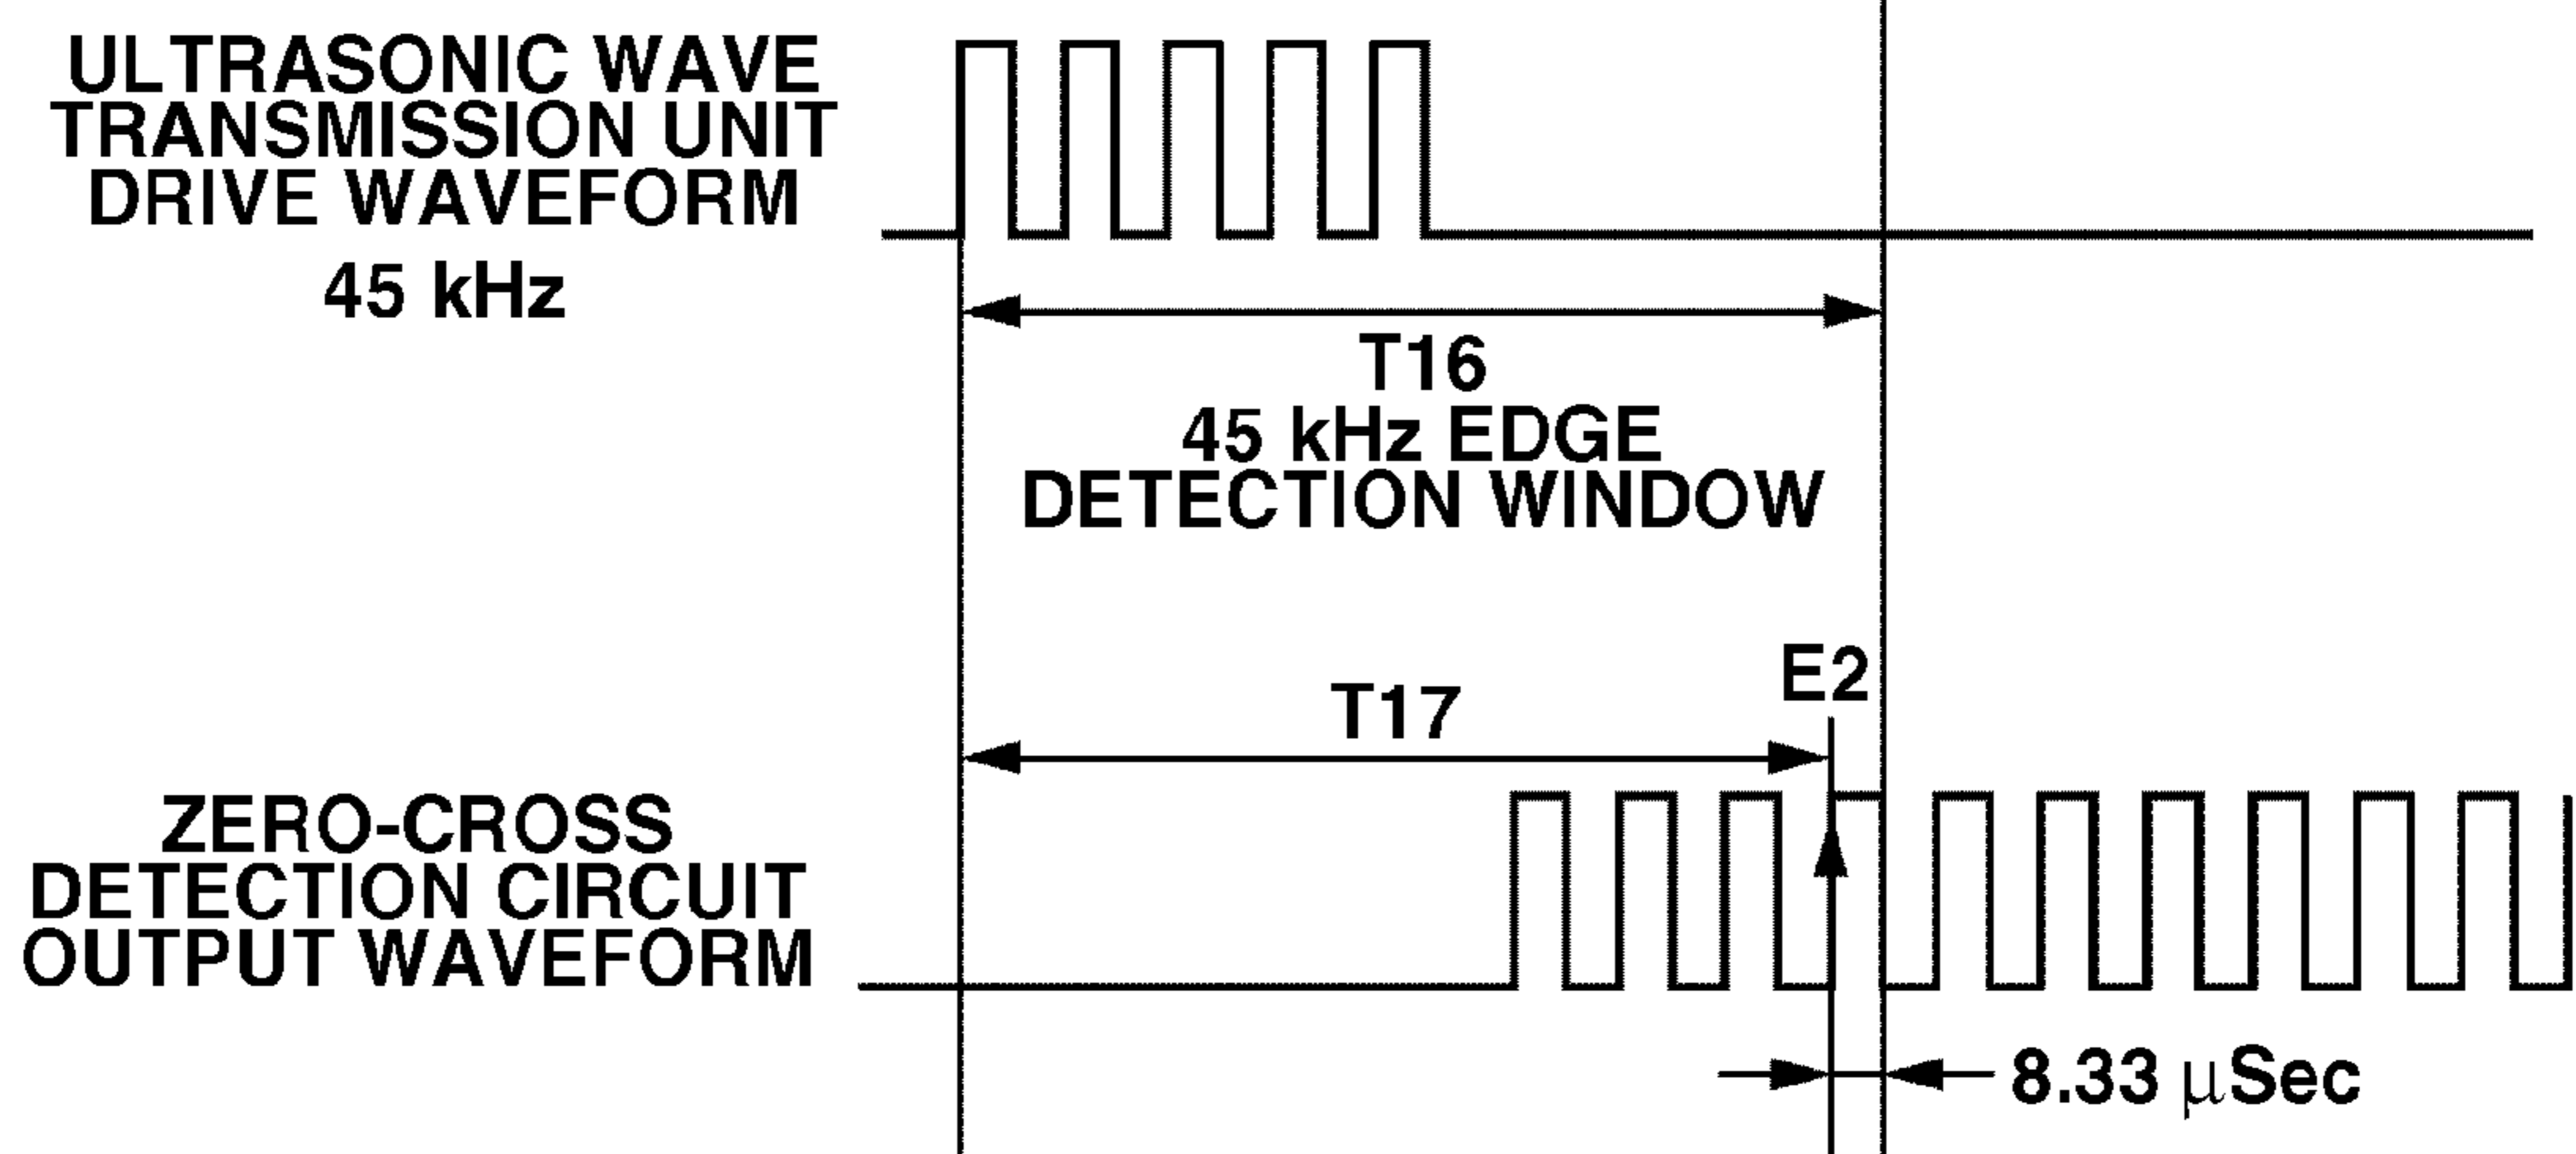 ULTRASONIC WAVE
TRANSMISSION UNIT
DRIVE WAVEFORM
45 kHz
T16
45 kHz EDGE
DETECTION WINDOW
E2
T17
ZERO-CROSS
DETECTION CIRCUIT
OUTPUT WAVEFORM
8.33 μSec